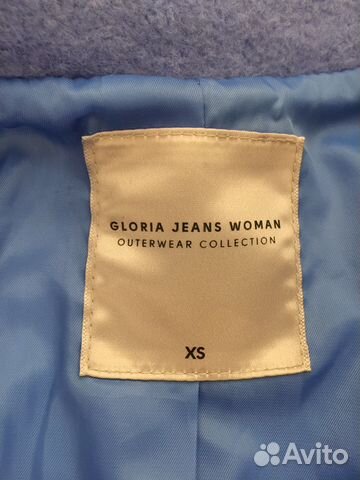 GLORIA JEANS WOMAN
OUTERWEAR COLLECTION
XS
Avito